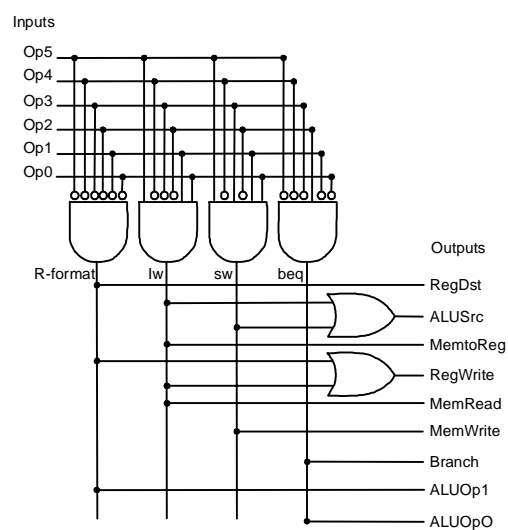 Inputs
Op5
Op4
Op3
Op2
Op1
Op0
R-format
lw
sw
beq
Outputs
RegDst
ALUSrc
MemtoReg
RegWrite
MemRead
MemWrite
Branch
ALUOp1
ALUOpO